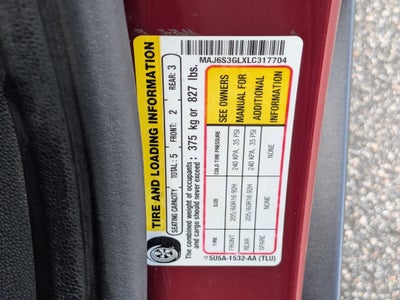 MAJ6S3GLXLC317704
TIRE AND LOADING INFORMATION
SEATING CAPACITY TOTAL: 5 FRONT: 2 REAR: 3
The combined weight of occupants
and cargo should never exceed: 375 kg or 827 lbs.
TIRE SIZE COLD TIRE PRESSURE
FRONT 205/60R16 92H 240 KPA, 35 PSI
REAR 205/60R16 92H 240 KPA, 35 PSI
SPARE NONE NONE
SEE OWNERS
MANUAL FOR
ADDITIONAL
INFORMATION
5U5A-1532-AA (TLU)